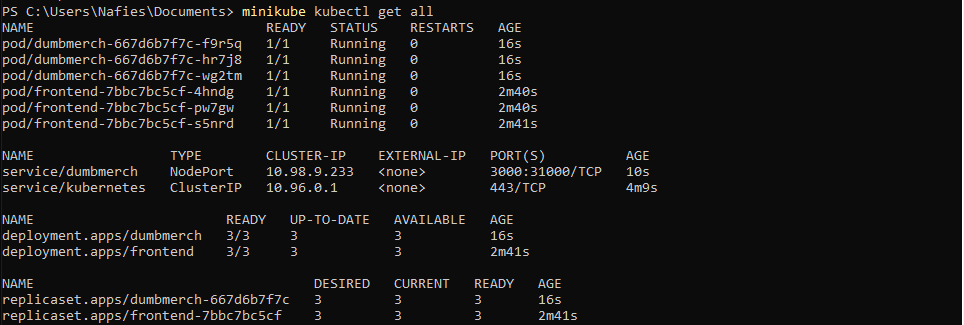 PS C:\Users\Nafies\Documents> minikube kubectl get all
NAME READY STATUS RESTARTS AGE
pod/dumbmerch-667d6b7f7c-f9r5q 1/1 Running 0 16s
pod/dumbmerch-667d6b7f7c-hr7j8 1/1 Running 0 16s
pod/dumbmerch-667d6b7f7c-wg2tm 1/1 Running 0 16s
pod/frontend-7bbc7bc5cf-4hndg 1/1 Running 0 2m40s
pod/frontend-7bbc7bc5cf-pw7gw 1/1 Running 0 2m40s
pod/frontend-7bbc7bc5cf-s5nrd 1/1 Running 0 2m41s
NAME TYPE CLUSTER-IP EXTERNAL-IP PORT(S) AGE
service/dumbmerch NodePort 10.98.9.233 <none> 3000:31000/TCP 10s
service/kubernetes ClusterIP 10.96.0.1 <none> 443/TCP 4m9s
NAME READY UP-TO-DATE AVAILABLE AGE
deployment.apps/dumbmerch 3/3 3 3 16s
deployment.apps/frontend 3/3 3 3 2m41s
NAME DESIRED CURRENT READY AGE
replicaset.apps/dumbmerch-667d6b7f7c 3 3 3 16s
replicaset.apps/frontend-7bbc7bc5cf 3 3 3 2m41s